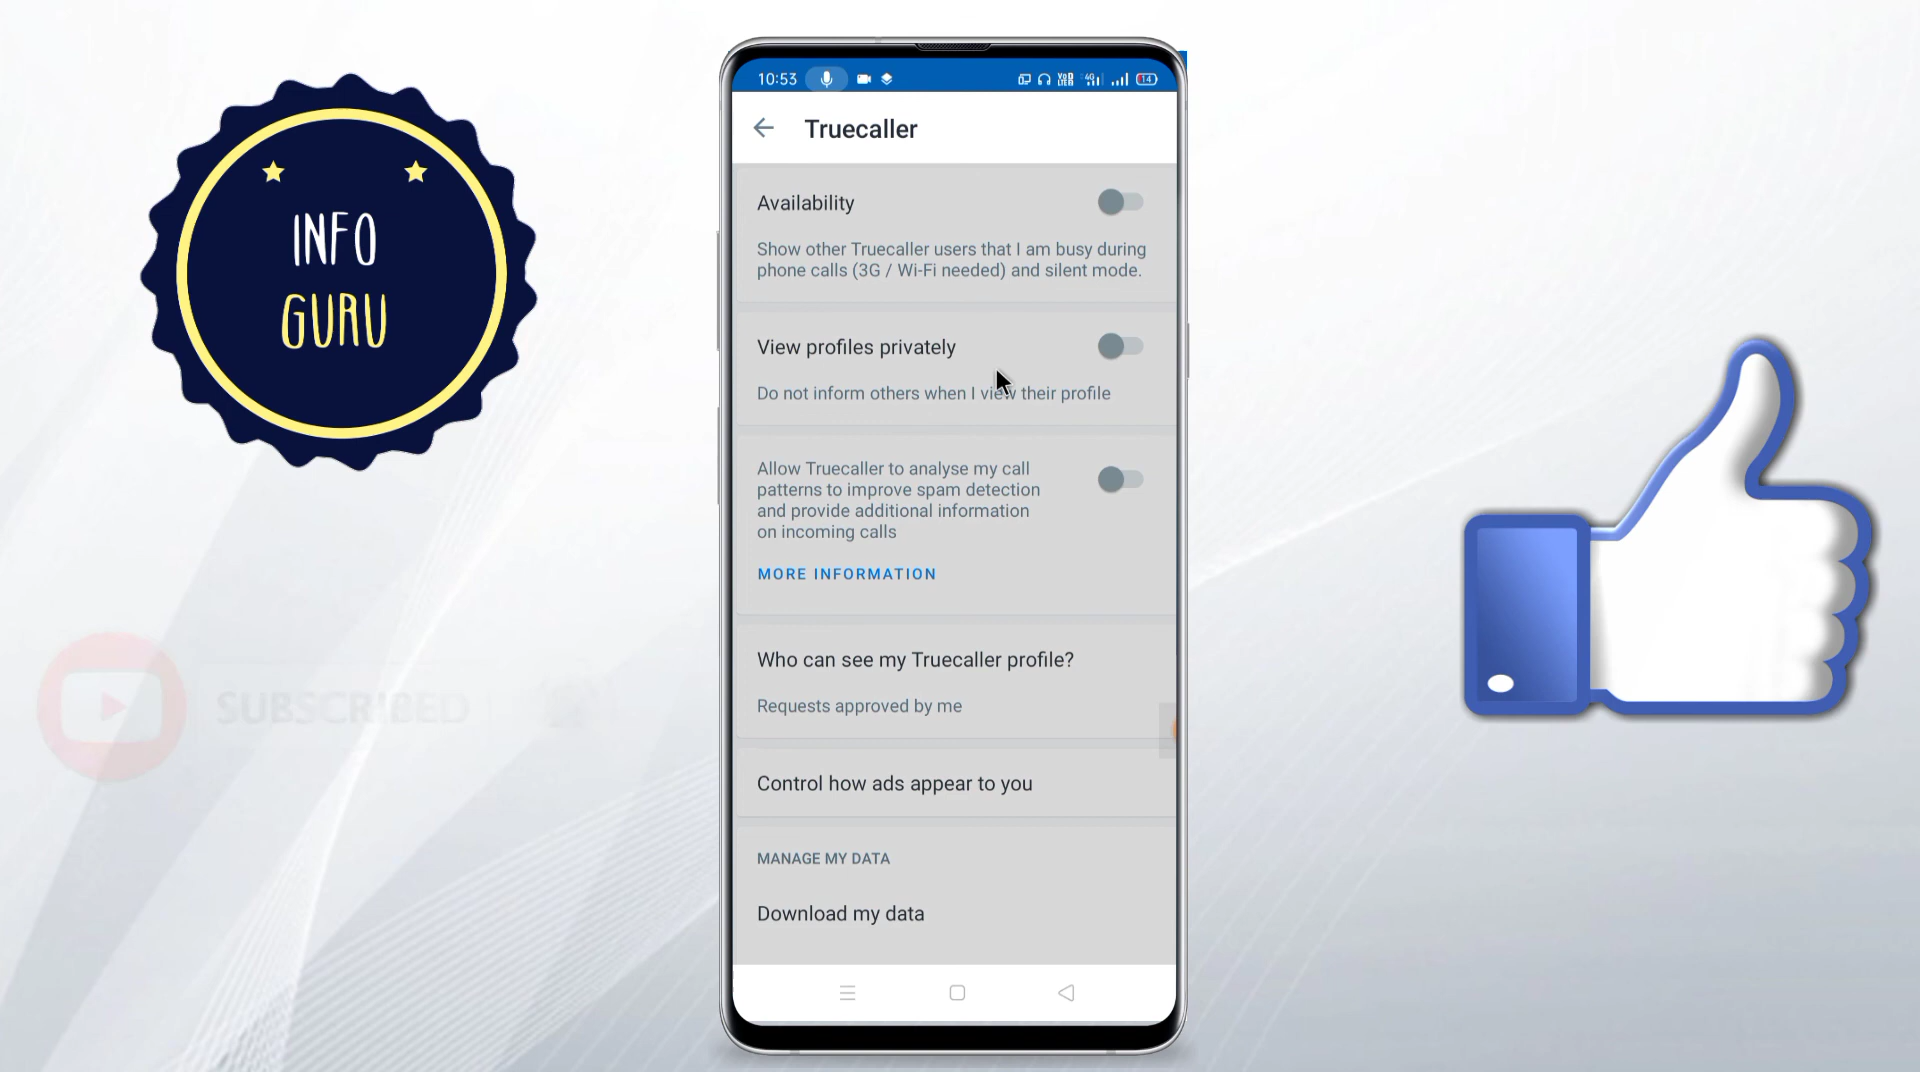 INFO
GURU
SUBSCRIBED
10:53
VoD
LTE
4G
14
Truecaller
Availability
Show other Truecaller users that I am busy during
phone calls (3G / Wi-Fi needed) and silent mode.
View profiles privately
Do not inform others when I view their profile
Allow Truecaller to analyse my call
patterns to improve spam detection
and provide additional information
on incoming calls
MORE INFORMATION
Who can see my Truecaller profile?
Requests approved by me
Control how ads appear to you
MANAGE MY DATA
Download my data